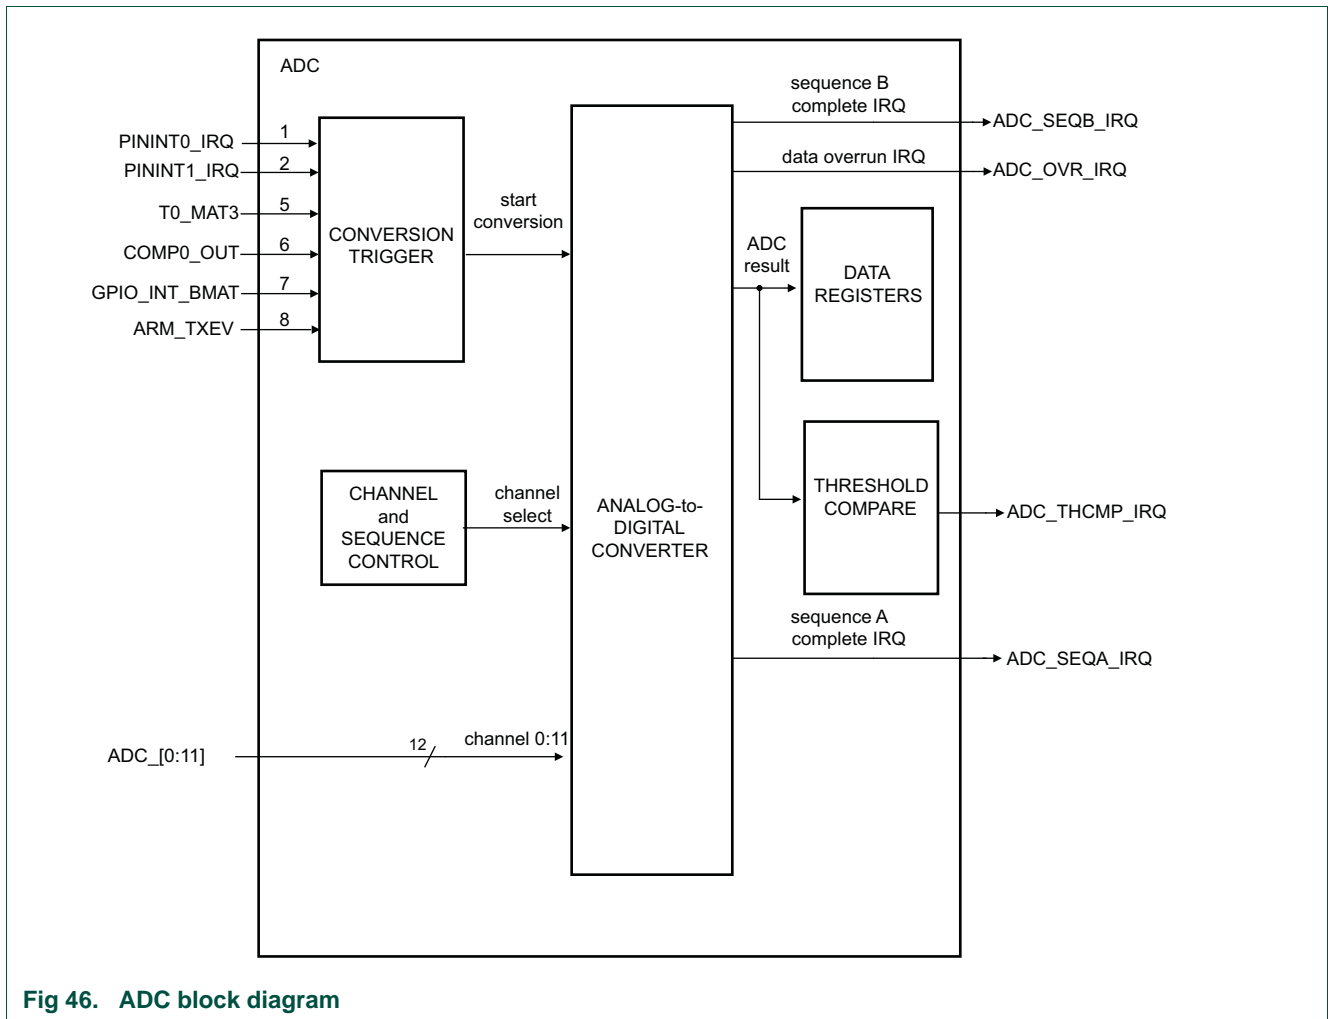 ADC
sequence B
complete IRQ
ADC_SEQB_IRQ
PININT0_IRQ
1
PININT1_IRQ
2
data overrun IRQ
ADC_OVR_IRQ
T0_MAT3
5
COMP0_OUT
6
GPIO_INT_BMAT
7
ARM_TXEV
8
CONVERSION
TRIGGER
start
conversion
ADC
result
DATA
REGISTERS
CHANNEL
and
SEQUENCE
CONTROL
channel
select
ANALOG-to-
DIGITAL
CONVERTER
THRESHOLD
COMPARE
ADC_THCMP_IRQ
sequence A
complete IRQ
ADC_SEQA_IRQ
ADC_[0:11]
12
channel 0:11
Fig 46. ADC block diagram